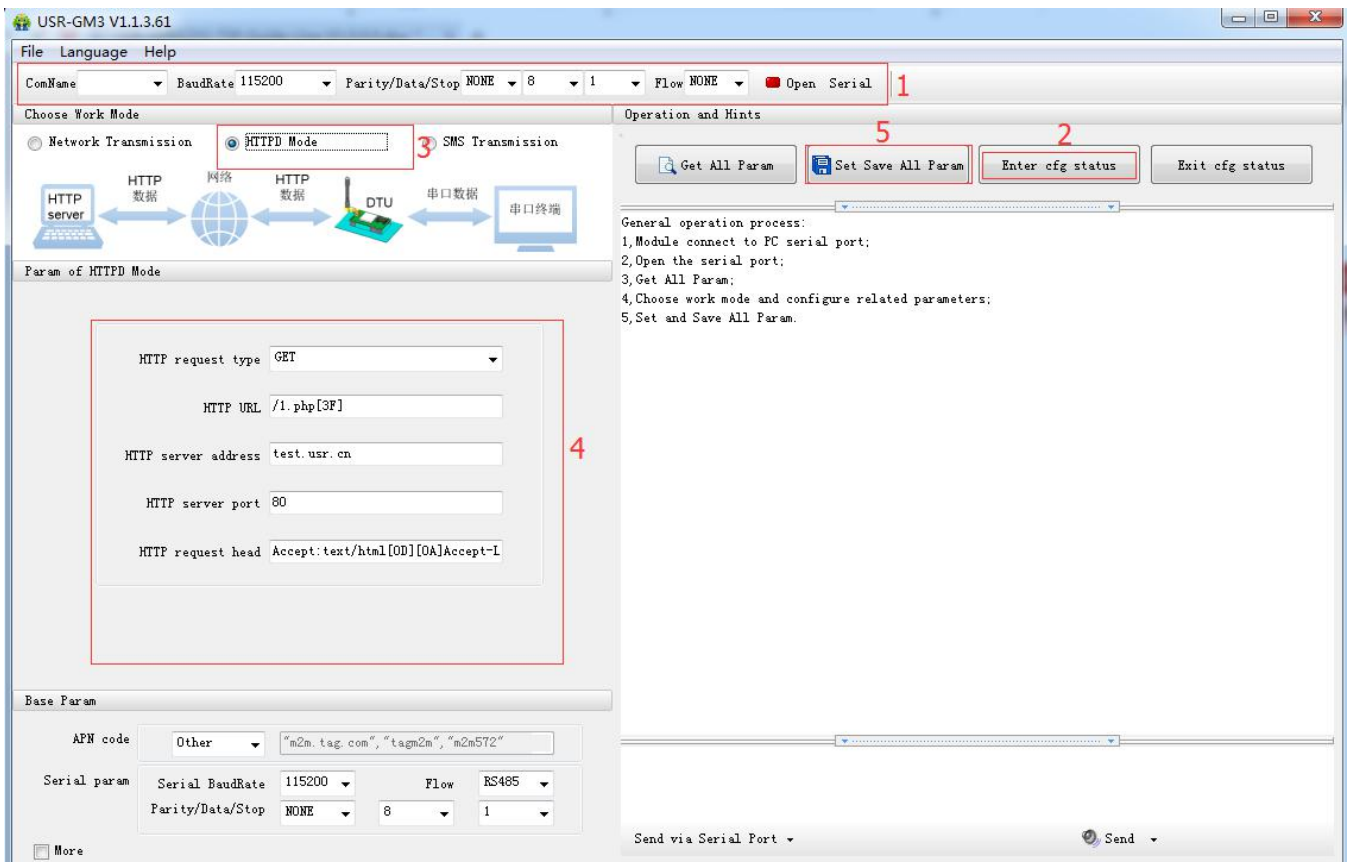 USR-GM3 V1.1.3.61
File Language Help
ComName BaudRate 115200 Parity/Data/Stop NONE 8 1 Flow NONE Open Serial 1
Choose Work Mode
Network Transmission HTTPD Mode 3 SMS Transmission
HTTP server
HTTP 数据
网络
HTTP 数据
DTU
串口数据
串口终端
Param of HTTPD Mode
HTTP request type GET
HTTP URL /1.php[3F]
HTTP server address test.usr.cn
4
HTTP server port 80
HTTP request head Accept:text/html[0D][0A]Accept-L
Base Param
APN code Other "m2m.tag.com","tagm2m","m2m572"
Serial param Serial BaudRate 115200 Flow RS485
Parity/Data/Stop NONE 8 1
More
Operation and Hints
5 2
Get All Param Set Save All Param Enter cfg status Exit cfg status
General operation process:
1,Module connect to PC serial port;
2,Open the serial port;
3,Get All Param;
4,Choose work mode and configure related parameters;
5,Set and Save All Param.
Send via Serial Port Send